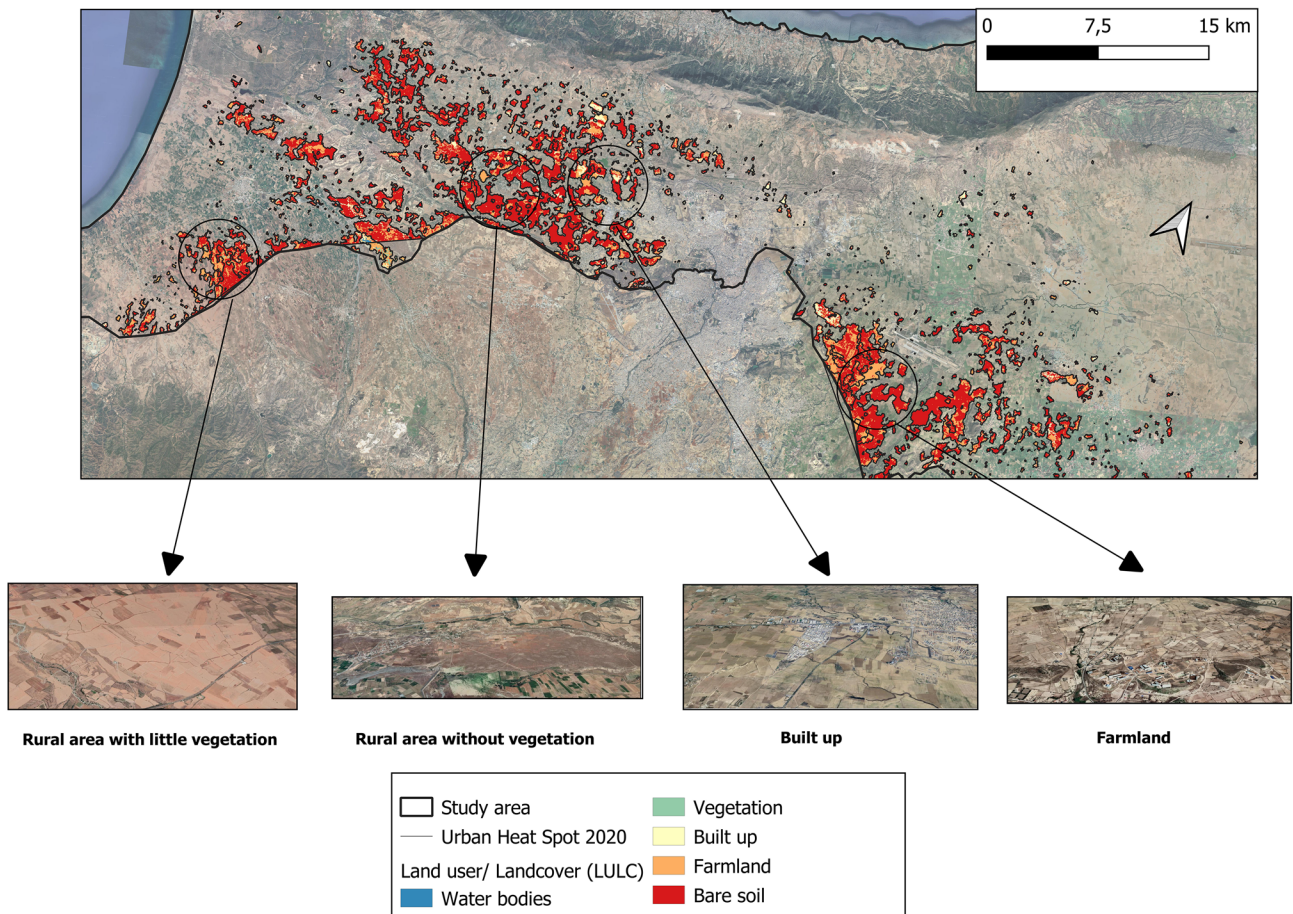 0 7,5 15 km
Rural area with little vegetation
Rural area without vegetation
Built up
Farmland
Study area
Urban Heat Spot 2020
Land user/ Landcover (LULC)
Water bodies
Vegetation
Built up
Farmland
Bare soil